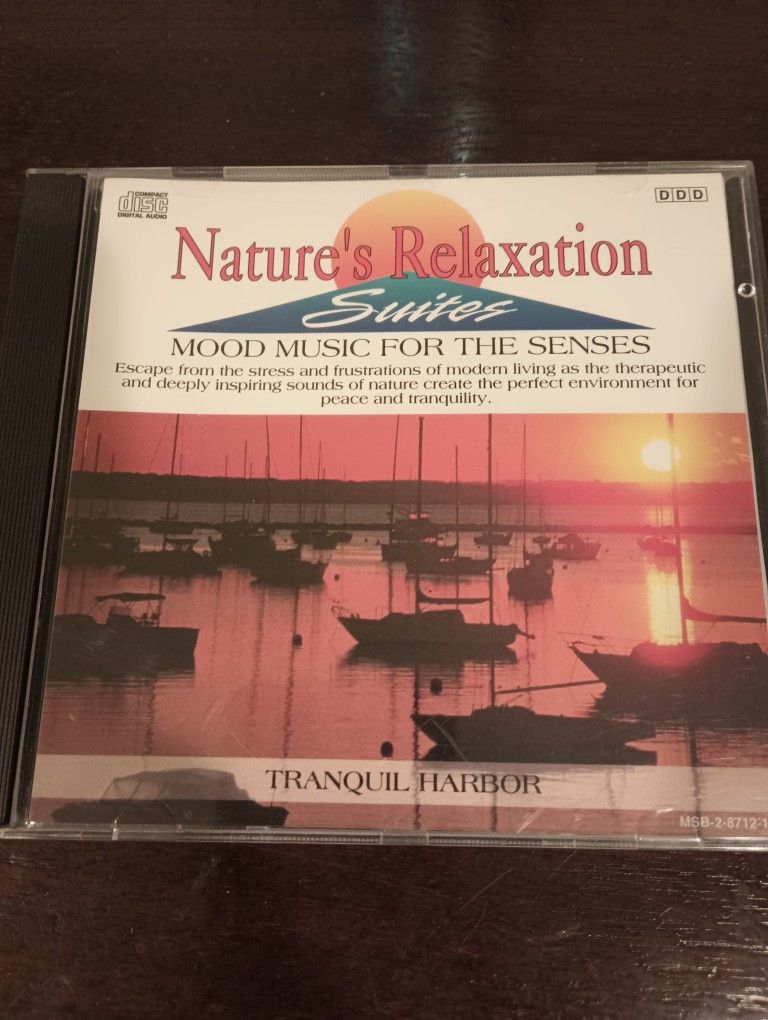 COMPACT
disc
DIGITAL AUDIO
DDD
Nature's Relaxation
Suites
MOOD MUSIC FOR THE SENSES
Escape from the stress and frustrations of modern living as the therapeutic
and deeply inspiring sounds of nature create the perfect environment for
peace and tranquility.
TRANQUIL HARBOR
MSB-2-8712-1